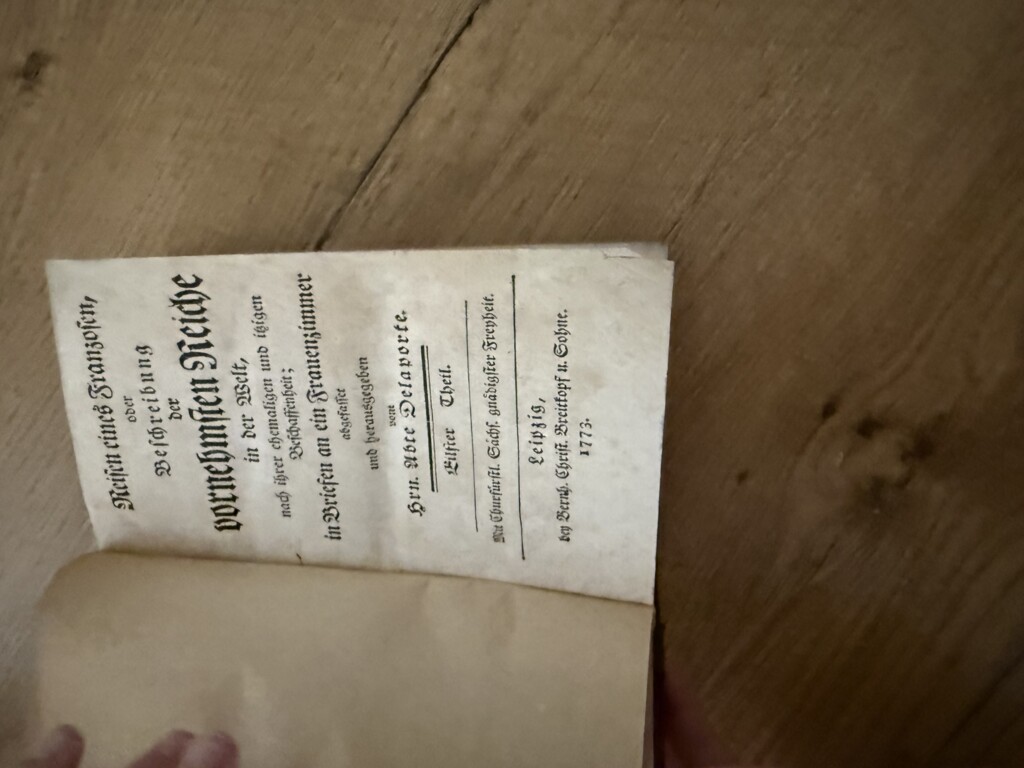 Reisen eines Franzosen,
oder
Beschreibung
der
vornehmsten Reiche
in der Welt,
nach ihrer ehemaligen und itzigen
Beschaffenheit;
in Briefen an ein Frauenzimmer
abgefasset
und herausgegeben
vom
Hrn. Abte Delaporte.
Eilfter Theil.
Mit Churfürstl. Sächs. gnädigster Freyheit.
Leipzig,
bey Bernh. Christ. Breitkopf u. Sohne.
1773.